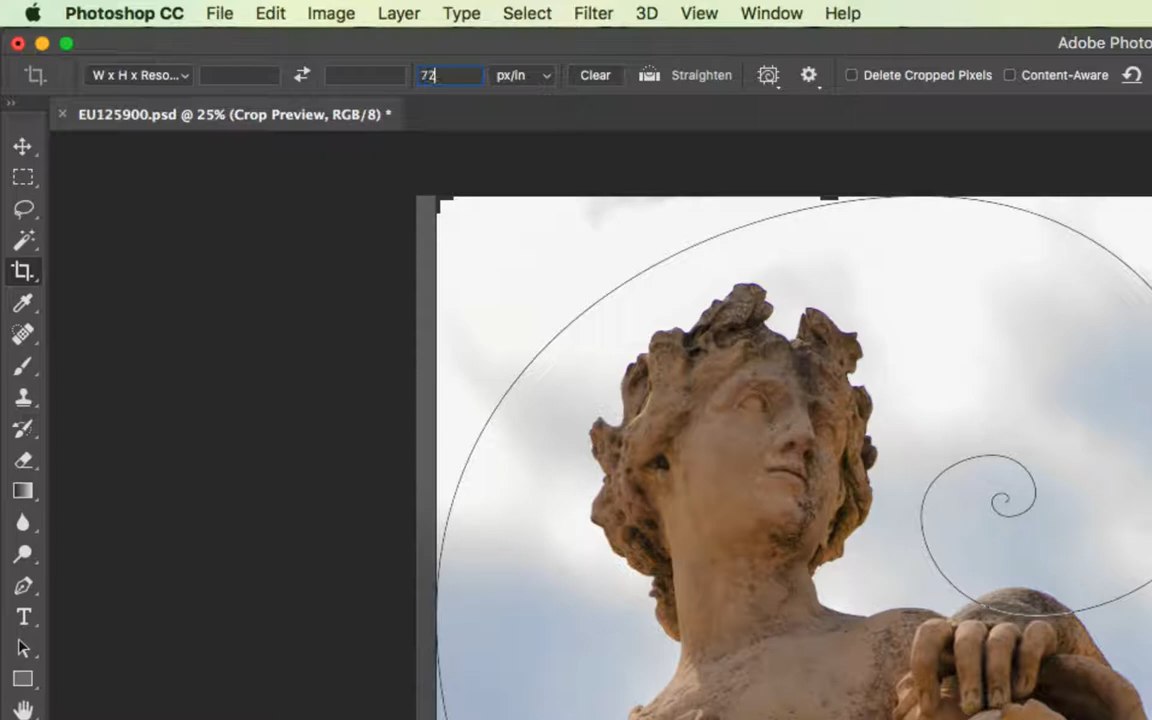 Photoshop CC File Edit Image Layer Type Select Filter 3D View Window Help
Adobe Photo
W x H x Reso... 72 px/in Clear Straighten Delete Cropped Pixels Content-Aware
EU125900.psd @ 25% (Crop Preview, RGB/8) *